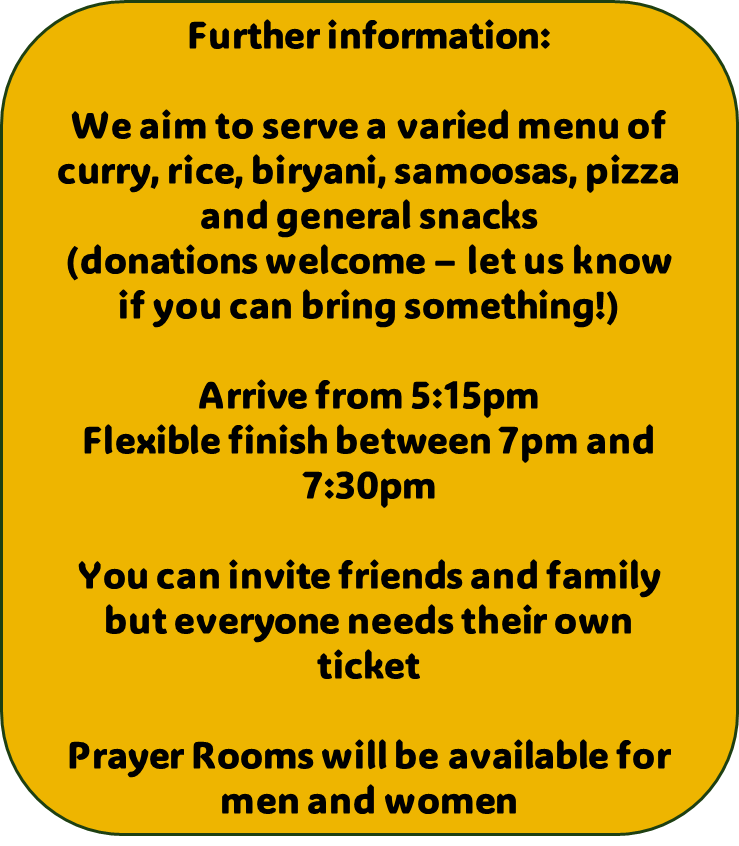 Further information:
We aim to serve a varied menu of
curry, rice, biryani, samoosas, pizza
and general snacks
(donations welcome – let us know
if you can bring something!)
Arrive from 5:15pm
Flexible finish between 7pm and
7:30pm
You can invite friends and family
but everyone needs their own
ticket
Prayer Rooms will be available for
men and women